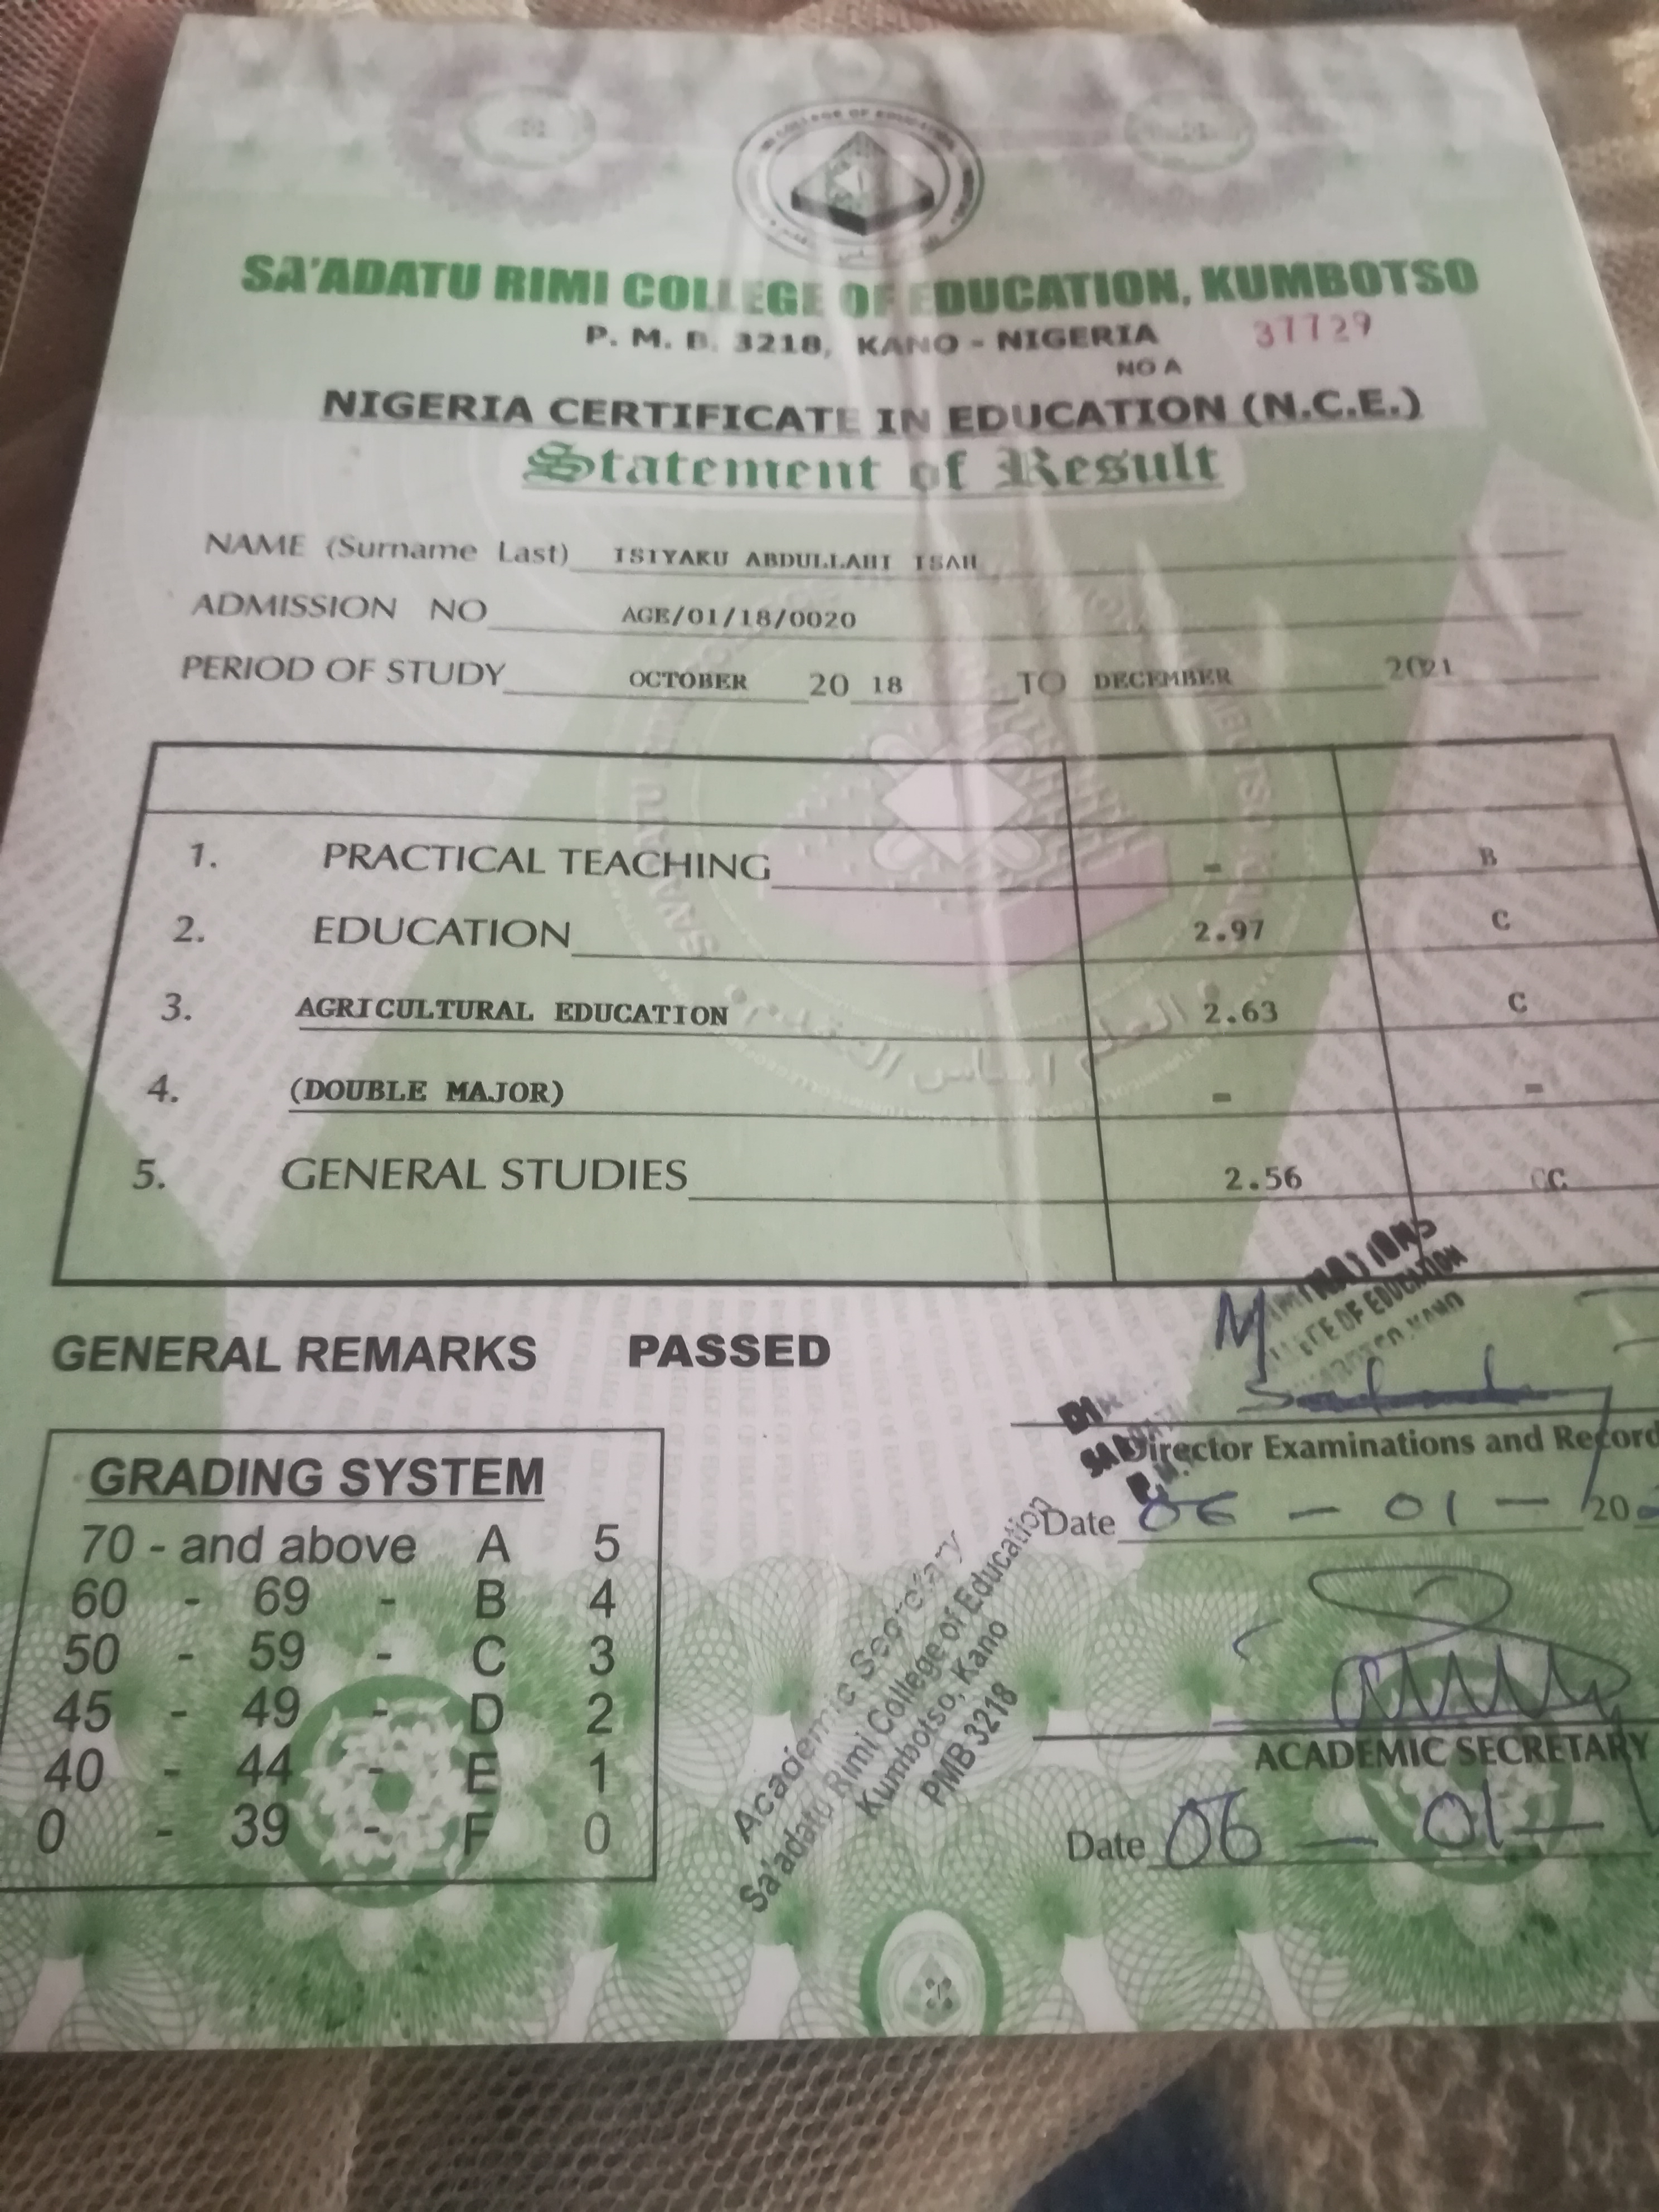 SA'ADATU RIMI COLLEGE OF EDUCATION, KUMBOTSO
P. M. B. 3218, KANO - NIGERIA 37729
NO A
NIGERIA CERTIFICATE IN EDUCATION (N.C.E.)
Statement of Result
NAME (Surname Last) ISIYAKU ABDULLAHI ISAH
ADMISSION NO AGE/01/18/0020
PERIOD OF STUDY OCTOBER 20 18 TO DECEMBER 2021
1. PRACTICAL TEACHING - B
2. EDUCATION 2.97 C
3. AGRICULTURAL EDUCATION 2.63 C
4. (DOUBLE MAJOR) - -
5. GENERAL STUDIES 2.56 CC
GENERAL REMARKS PASSED
GRADING SYSTEM
70 - and above A 5
60 - 69 - B 4
50 - 59 - C 3
45 - 49 - D 2
40 - 44 - E 1
0 - 39 - F 0
OF EDUCATION
Director Examinations and Record
Date 06 - 01 - 20
Academic Secretary
Sa'adatu Rimi College of Education
Kumbotso, Kano
PMB 3218
ACADEMIC SECRETARY
Date 06 - 01 -